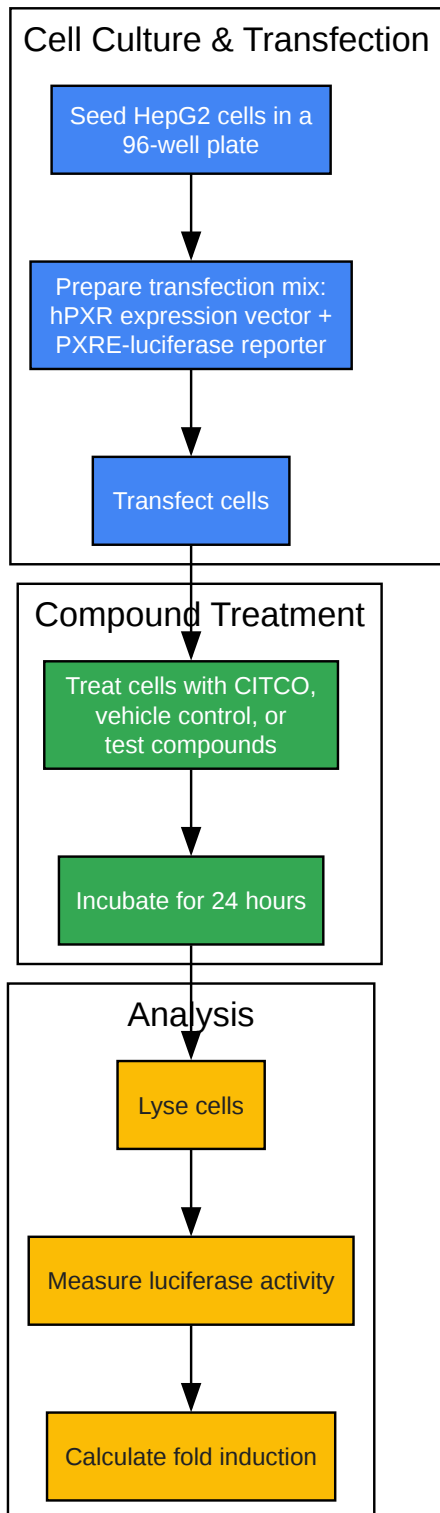 Cell Culture & Transfection
Seed HepG2 cells in a
96-well plate
Prepare transfection mix:
hPXR expression vector +
PXRE-luciferase reporter
Transfect cells
Compound Treatment
Treat cells with CITCO,
vehicle control, or
test compounds
Incubate for 24 hours
Analysis
Lyse cells
Measure luciferase activity
Calculate fold induction